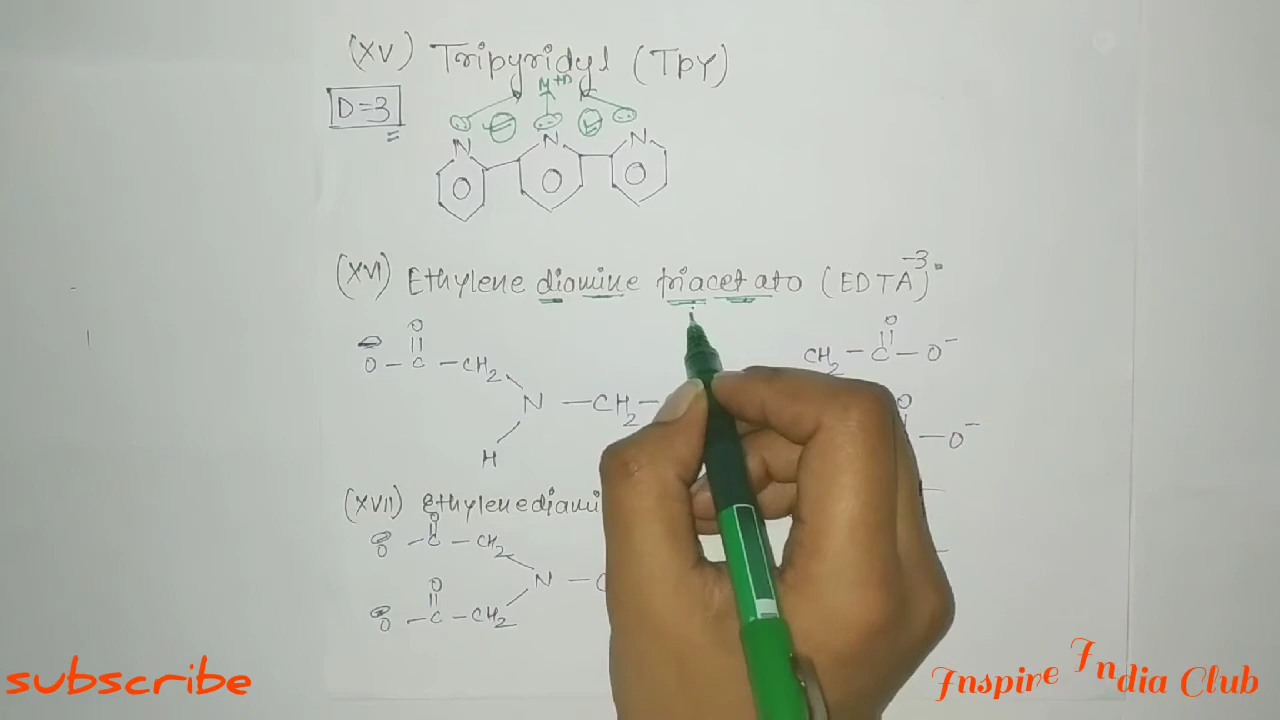 (XV) Tripyridyl (TPY)
D=3
M+n
N N N
(XVI) Ethylene diamine triacetato (EDTA)-3
O O
O - C - CH2 CH2 - C - O-
N - CH2 - O
H - O-
(XVII) Ethylenediami
O
O - C - CH2
N - C
O
O - C - CH2
subscribe
Inspire India Club